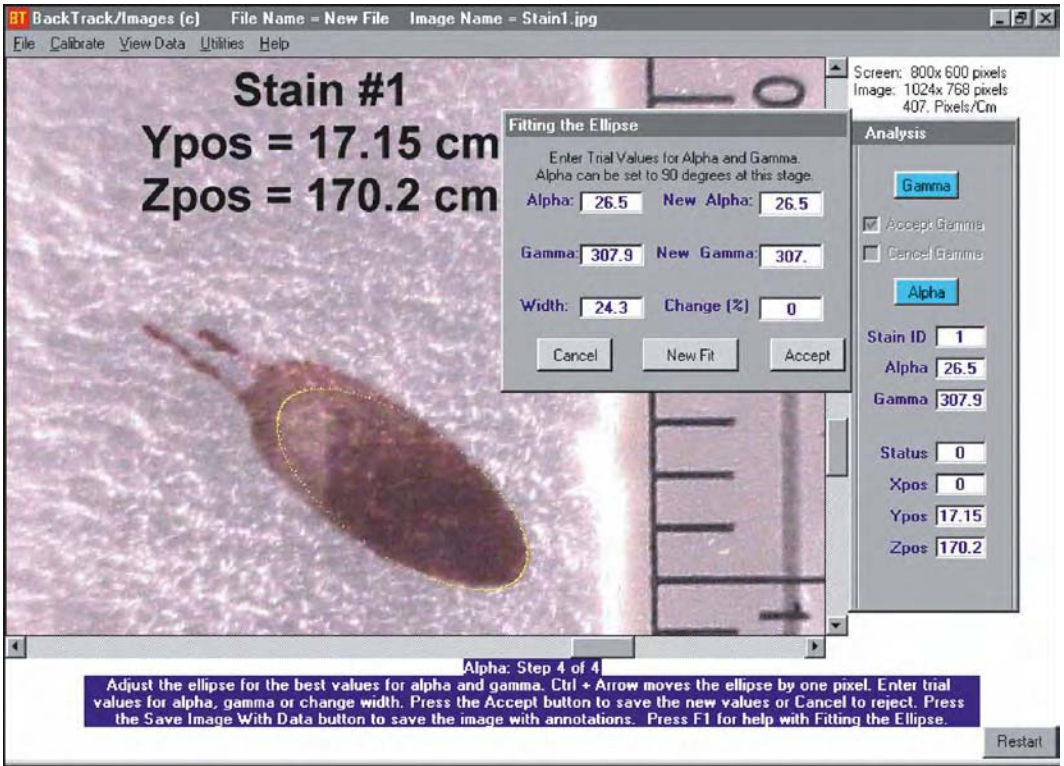 BT BackTrack/Images (c) File Name = New File Image Name = Stain1.jpg
File Calibrate View Data Utilities Help
Stain #1
Ypos = 17.15 cm
Zpos = 170.2 cm
0
1
Fitting the Ellipse
Enter Trial Values for Alpha and Gamma.
Alpha can be set to 90 degrees at this stage.
Alpha: 26.5 New Alpha: 26.5
Gamma: 307.9 New Gamma: 307.
Width: 24.3 Change (%) 0
Cancel New Fit Accept
Screen: 800x 600 pixels
Image: 1024x 768 pixels
407. Pixels/Cm
Analysis
Gamma
Accept Gamma
Cancel Gamma
Alpha
Stain ID 1
Alpha 26.5
Gamma 307.9
Status 0
Xpos 0
Ypos 17.15
Zpos 170.2
Alpha: Step 4 of 4
Adjust the ellipse for the best values for alpha and gamma. Ctrl + Arrow moves the ellipse by one pixel. Enter trial
values for alpha, gamma or change width. Press the Accept button to save the new values or Cancel to reject. Press
the Save Image With Data button to save the image with annotations. Press F1 for help with Fitting the Ellipse.
Restart